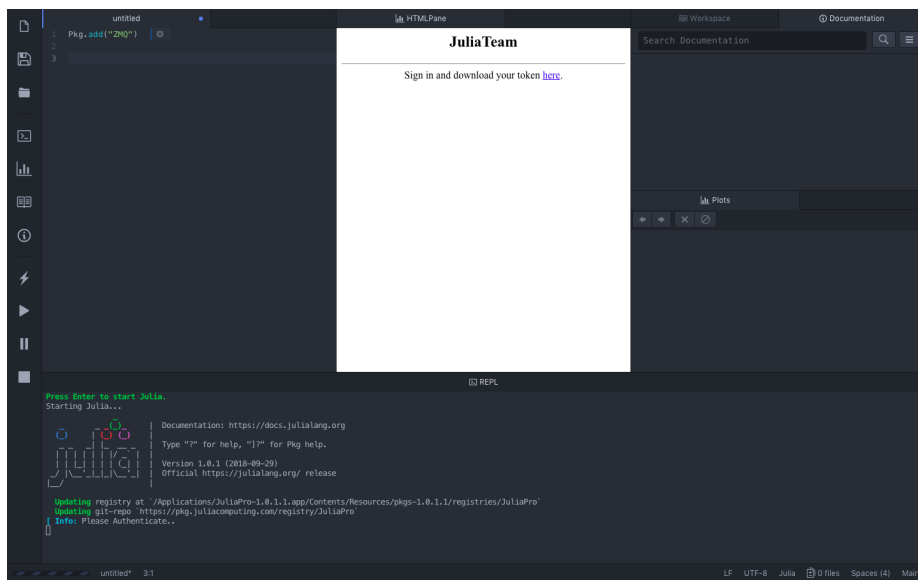 untitled
HTMLPane
Workspace
Documentation
1 Pkg.add("ZMQ")
2
3
JuliaTeam
Sign in and download your token here.
Search Documentation
Plots
REPL
Press Enter to start Julia.
Starting Julia...
Documentation: https://docs.julialang.org
Type "?" for help, "]?" for Pkg help.
Version 1.0.1 (2018-09-29)
Official https://julialang.org/ release
Updating registry at `/Applications/JuliaPro-1.0.1.1.app/Contents/Resources/pkgs-1.0.1.1/registries/JuliaPro`
Updating git-repo `https://pkg.juliacomputing.com/registry/JuliaPro`
[ Info: Please Authenticate..
untitled* 3:1
LF UTF-8 Julia 0 files Spaces (4) Main